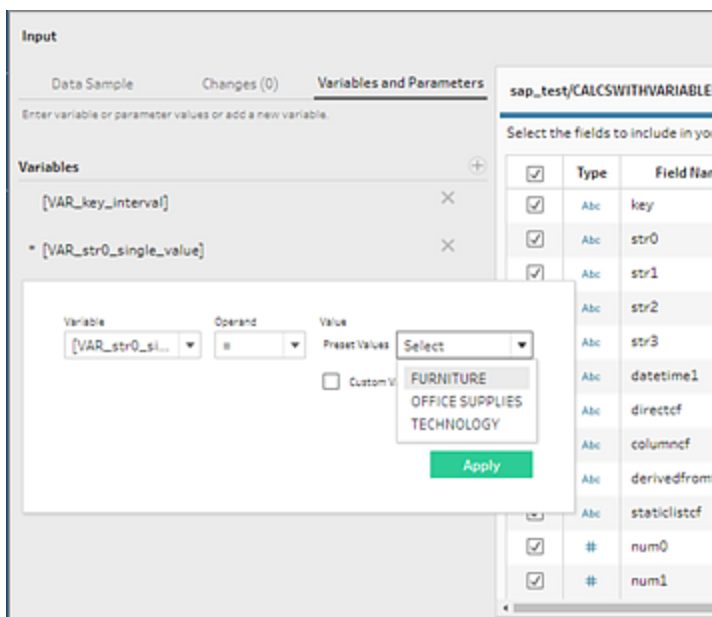 Input
Data Sample Changes (0) Variables and Parameters
Enter variable or parameter values or add a new variable.
Variables
[VAR_key_interval]
* [VAR_str0_single_value]
Variable Operand Value
[VAR_str0_si... = Preset Values Select
Custom V
FURNITURE
OFFICE SUPPLIES
TECHNOLOGY
Apply
sap_test/CALCSWITHVARIABLE
Select the fields to include in yo
Type Field Nar
Abc key
Abc str0
Abc str1
Abc str2
Abc str3
Abc datetime1
Abc directcf
Abc columncf
Abc derivedfrom
Abc staticlistcf
# num0
# num1